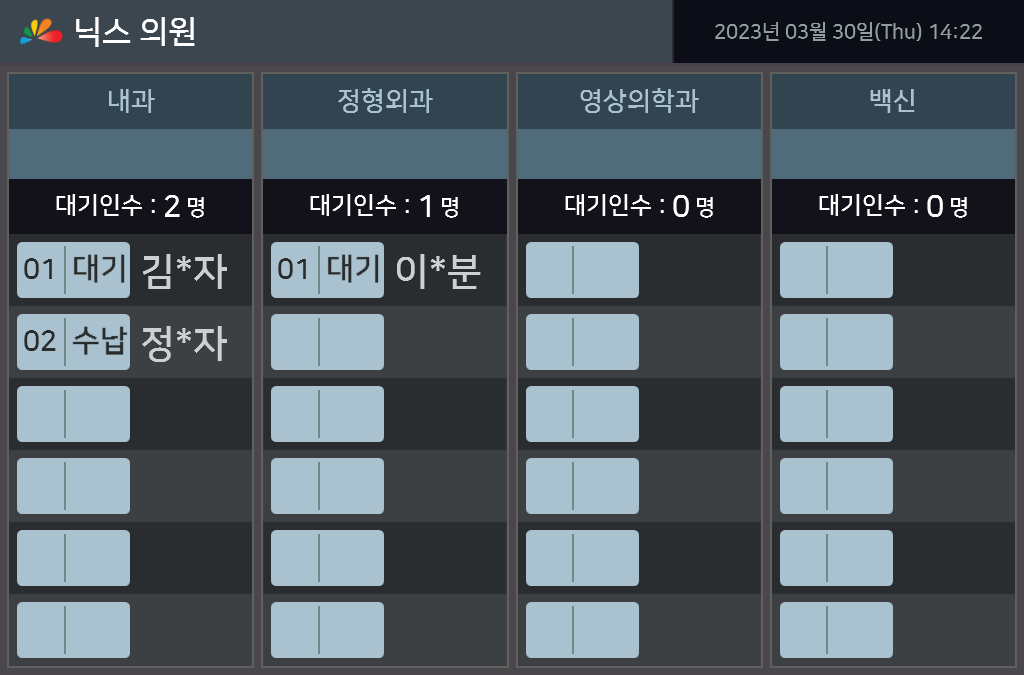 닉스 의원
2023년 03월 30일(Thu) 14:22
내과
정형외과
영상의학과
백신
대기인수 : 2 명
대기인수 : 1 명
대기인수 : 0 명
대기인수 : 0 명
01 대기 김*자
01 대기 이*분
02 수납 정*자